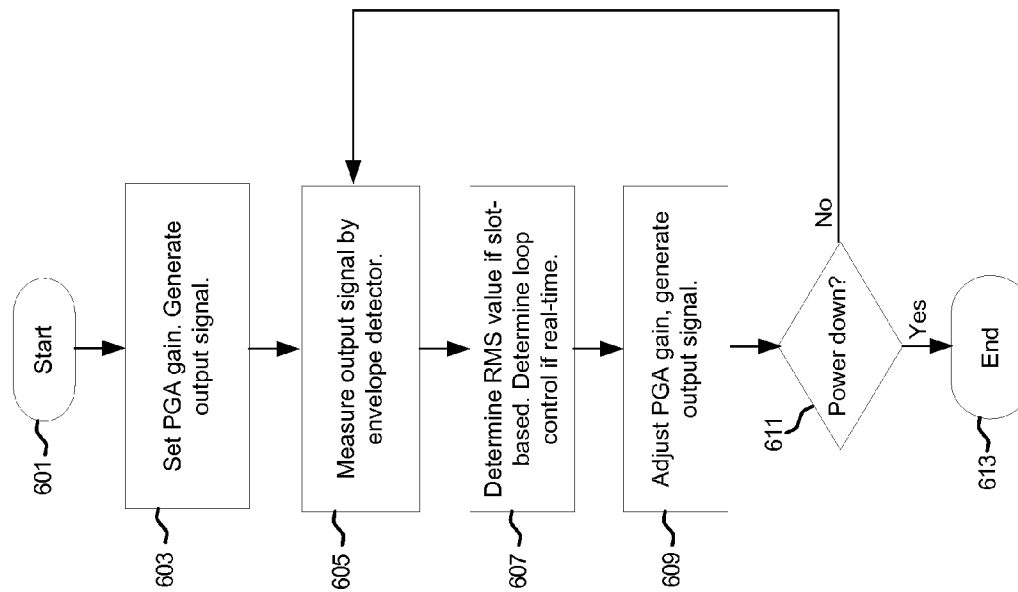 Start
601
Set PGA gain. Generate
output signal.
603
Measure output signal by
envelope detector.
605
Determine RMS value if slot-
based. Determine loop
control if real-time.
607
Adjust PGA gain, generate
output signal.
609
Power down?
611
No
Yes
End
613